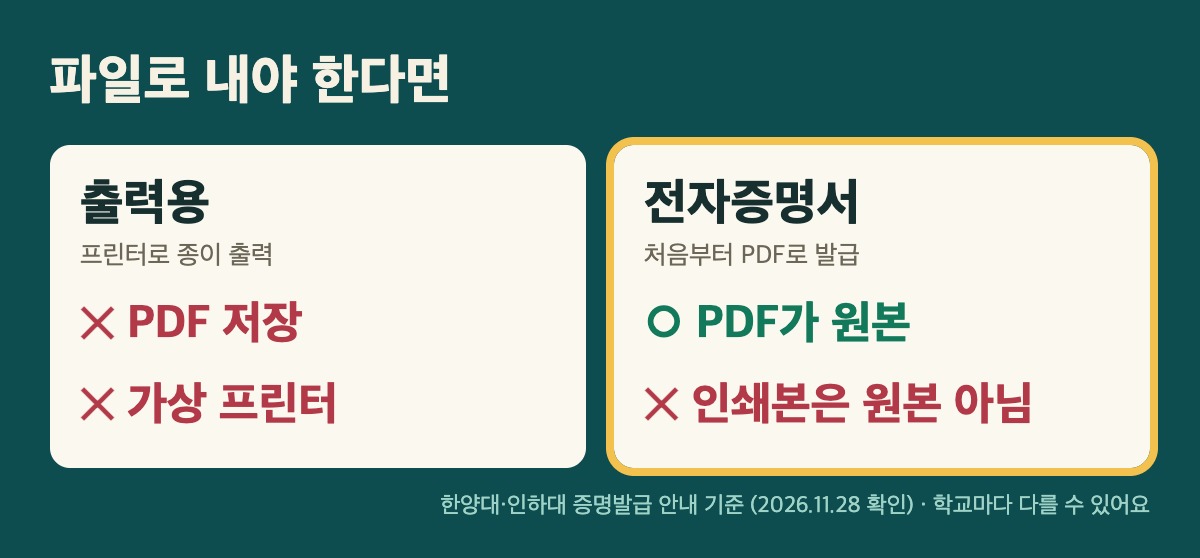 파일로 내야 한다면
출력용
프린터로 종이 출력
× PDF 저장
× 가상 프린터
전자증명서
처음부터 PDF로 발급
○ PDF가 원본
× 인쇄본은 원본 아님
한양대·인하대 증명발급 안내 기준 (2026.11.28 확인) · 학교마다 다를 수 있어요